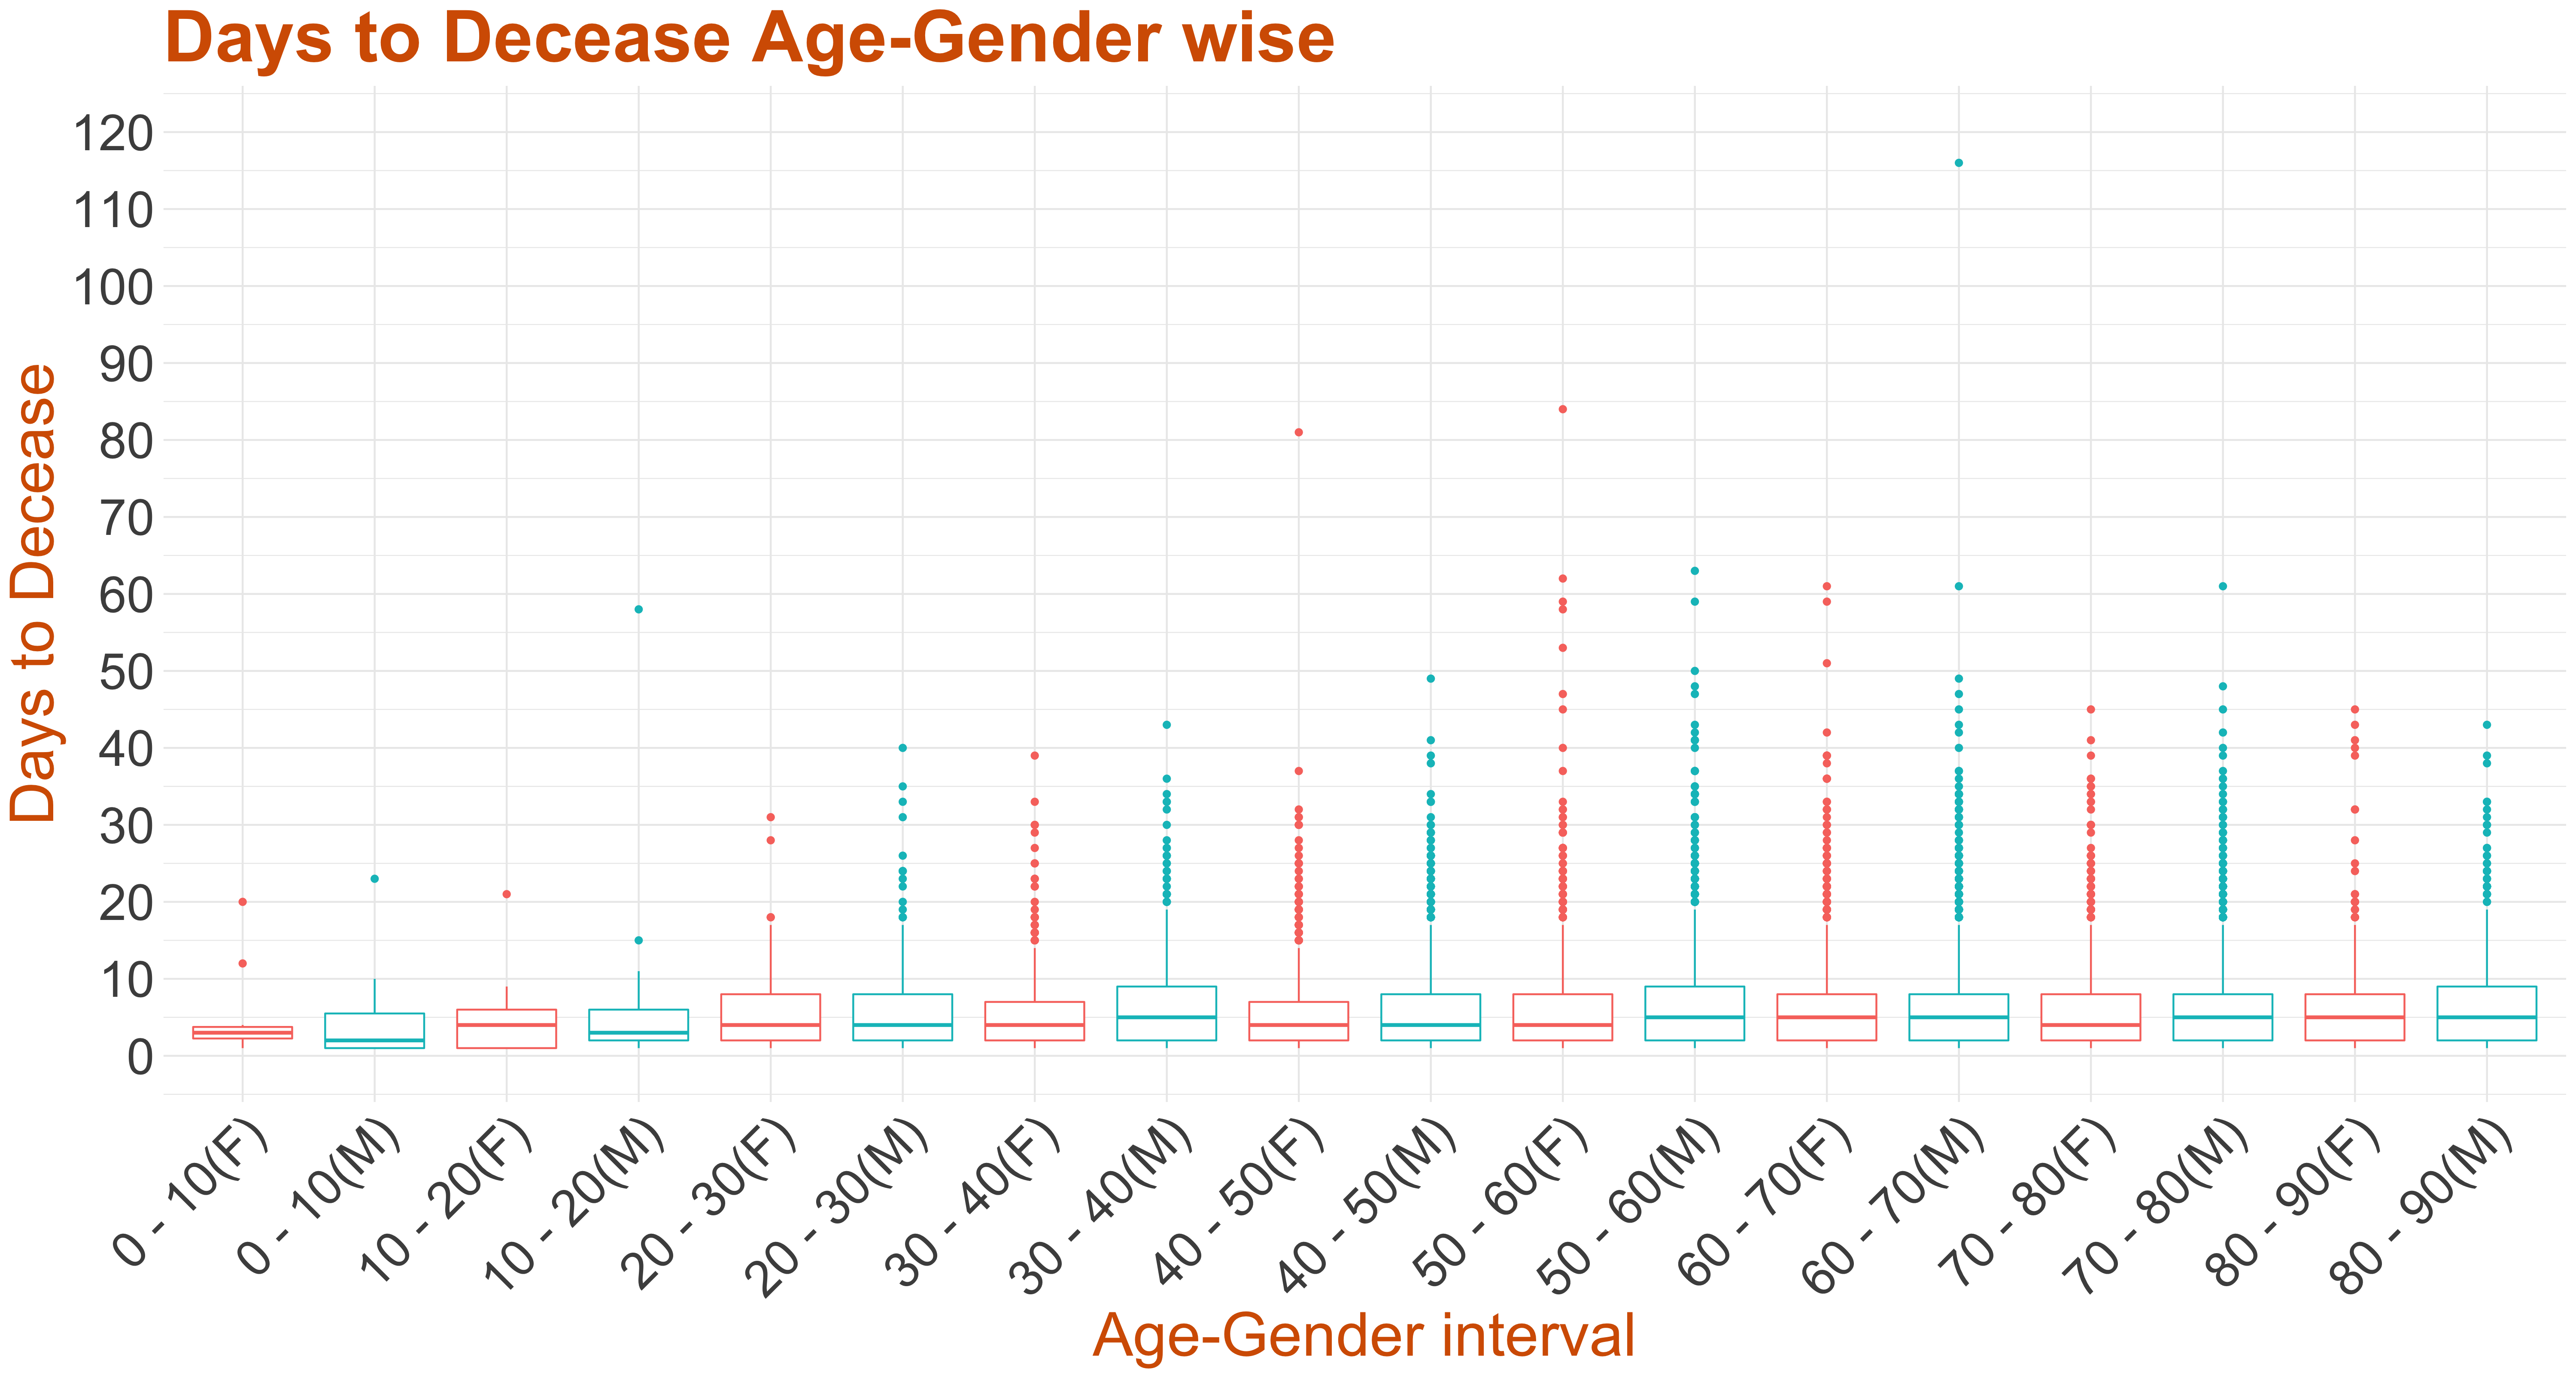 Days to Decease Age-Gender wise
Days to Decease
120
110
100
90
80
70
60
50
40
30
20
10
0
0 - 10(F)
0 - 10(M)
10 - 20(F)
10 - 20(M)
20 - 30(F)
20 - 30(M)
30 - 40(F)
30 - 40(M)
40 - 50(F)
40 - 50(M)
50 - 60(F)
50 - 60(M)
60 - 70(F)
60 - 70(M)
70 - 80(F)
70 - 80(M)
80 - 90(F)
80 - 90(M)
Age-Gender interval